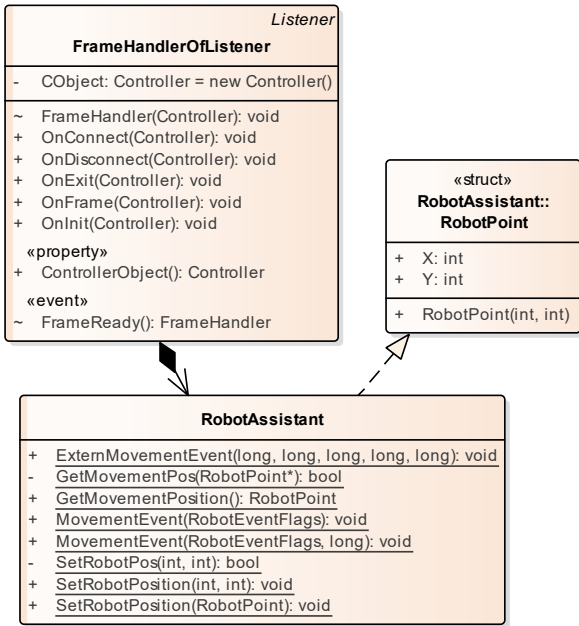 Listener
FrameHandlerOfListener
- CObject: Controller = new Controller()
~ FrameHandler(Controller): void
+ OnConnect(Controller): void
+ OnDisconnect(Controller): void
+ OnExit(Controller): void
+ OnFrame(Controller): void
+ OnInit(Controller): void
«property»
+ ControllerObject(): Controller
«event»
~ FrameReady(): FrameHandler
«struct»
RobotAssistant::
RobotPoint
+ X: int
+ Y: int
+ RobotPoint(int, int)
RobotAssistant
+ ExternMovementEvent(long, long, long, long, long): void
- GetMovementPos(RobotPoint*): bool
+ GetMovementPosition(): RobotPoint
+ MovementEvent(RobotEventFlags): void
+ MovementEvent(RobotEventFlags, long): void
- SetRobotPos(int, int): bool
+ SetRobotPosition(int, int): void
+ SetRobotPosition(RobotPoint): void